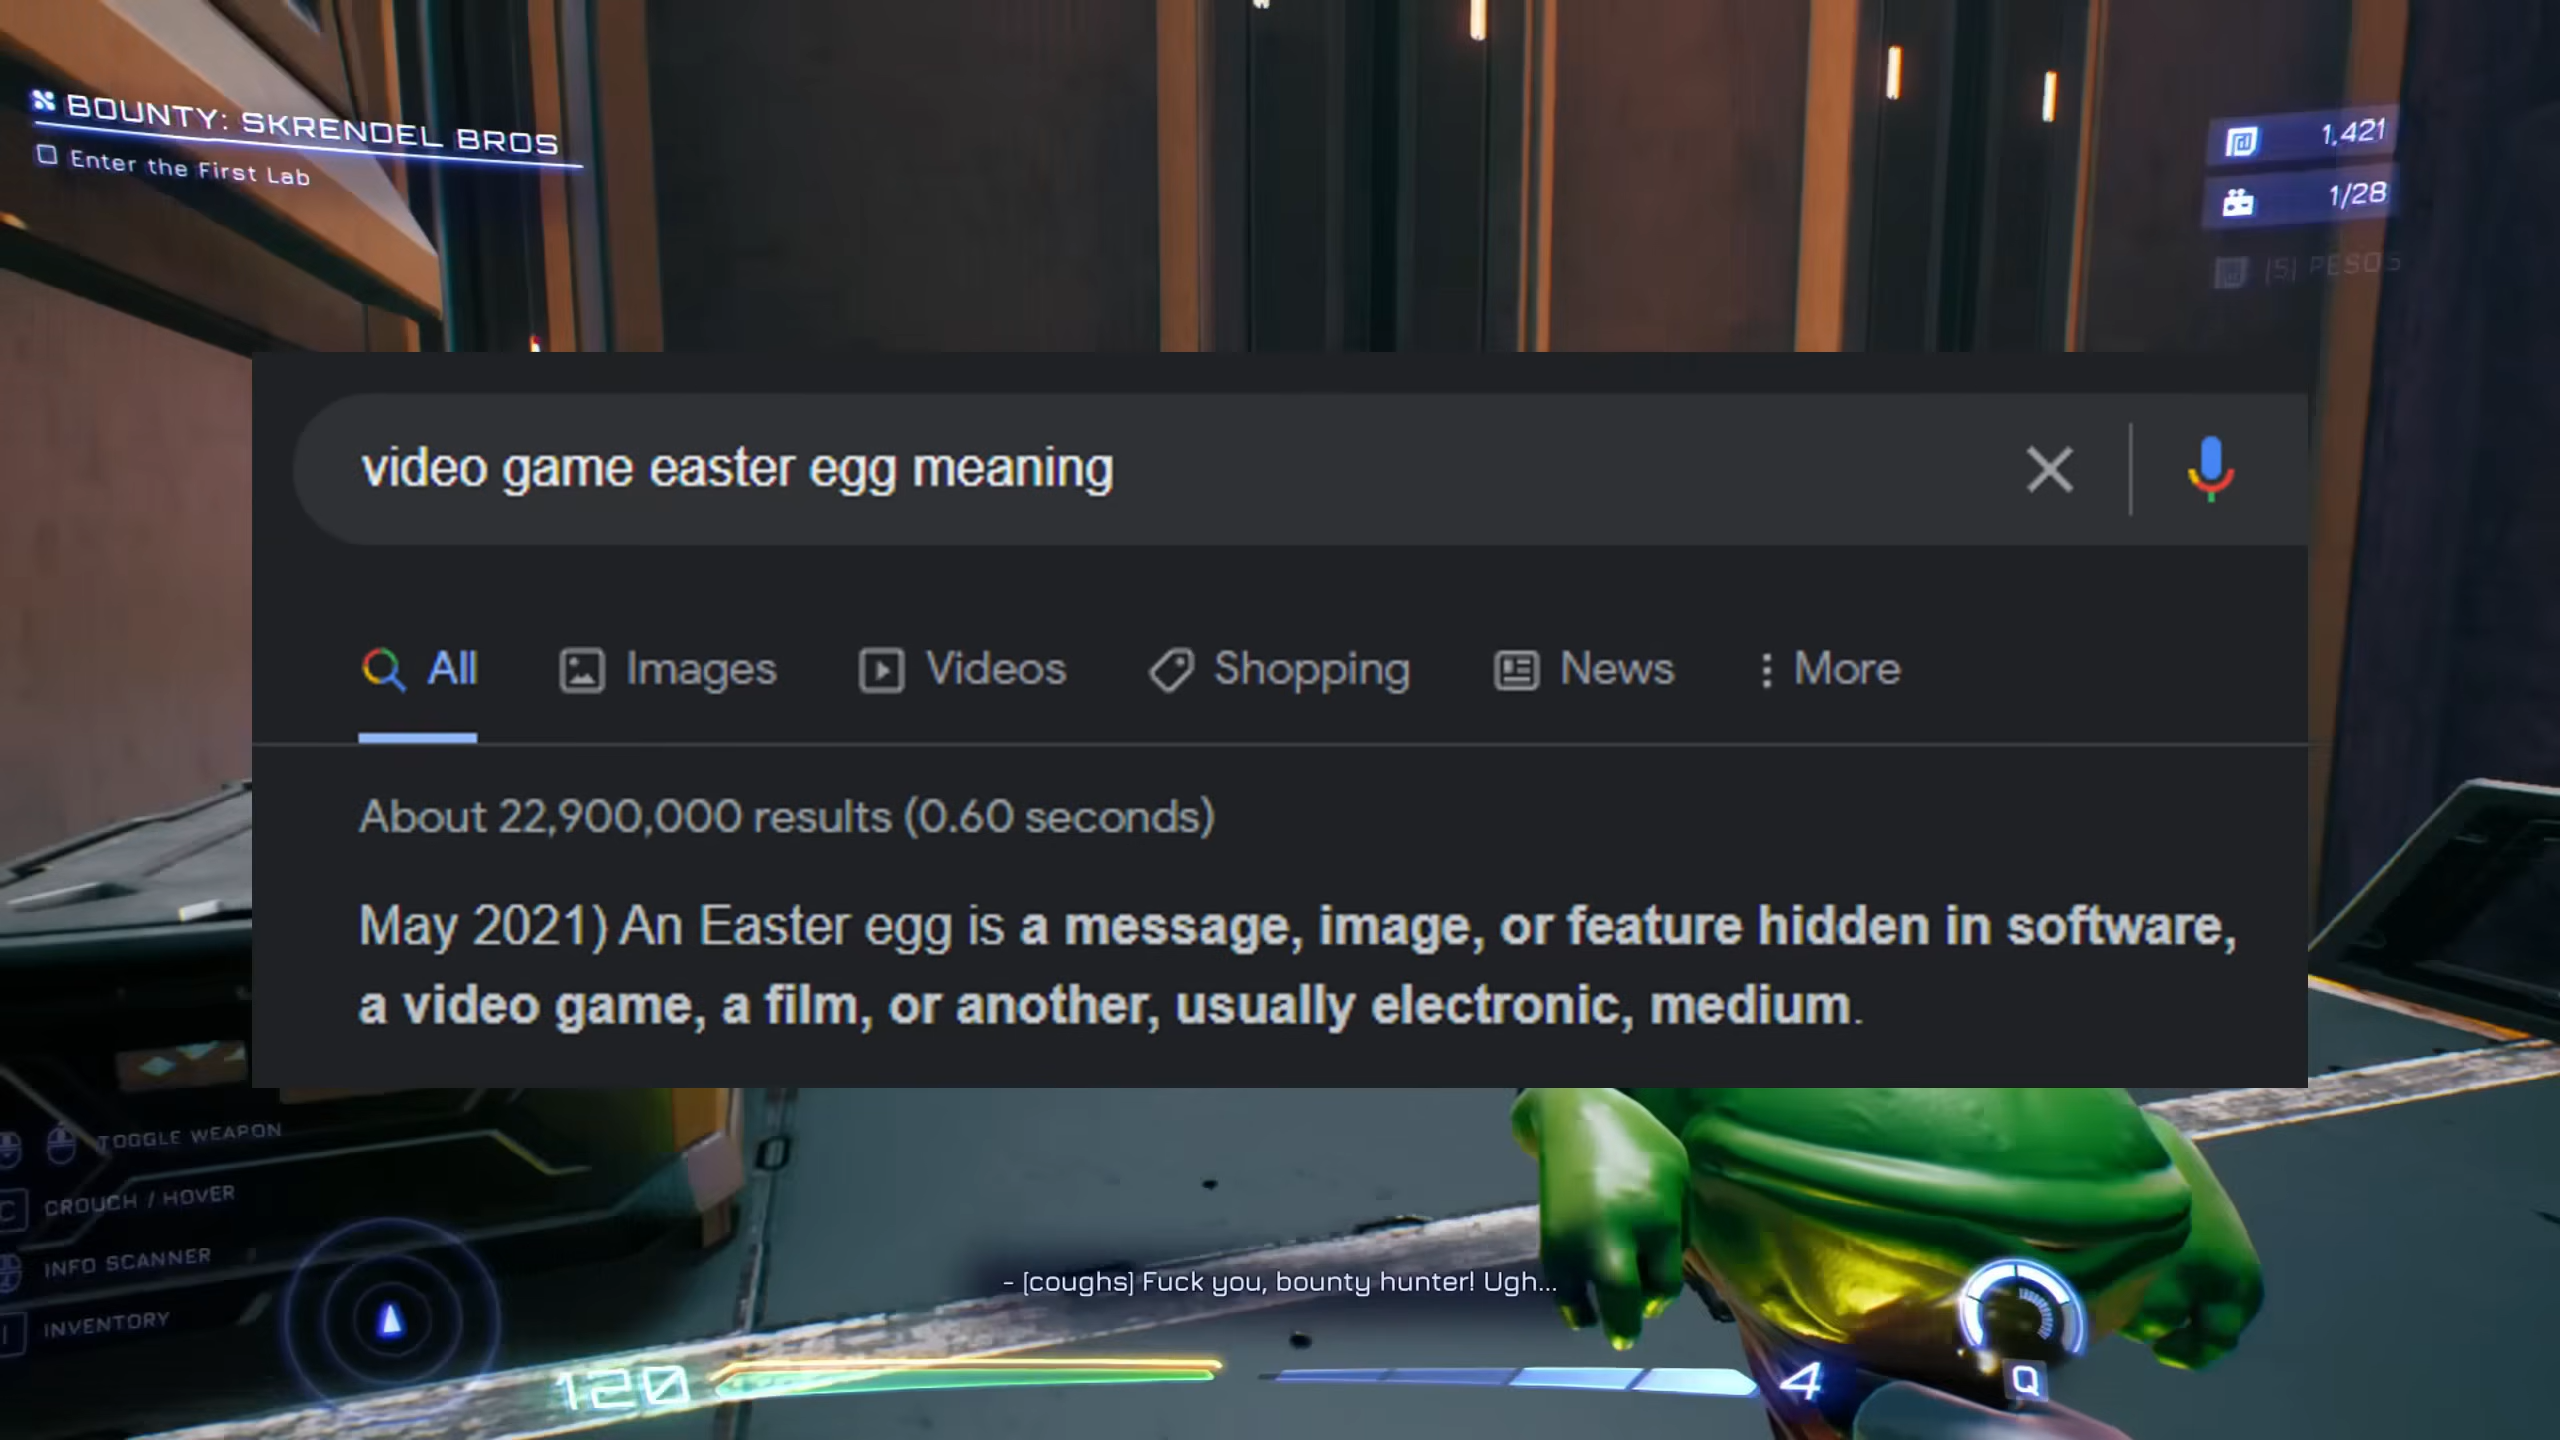 BOUNTY: SKRENDEL BROS
Enter the First Lab
1,421
1/28
(5) PESOS
video game easter egg meaning
All Images Videos Shopping News More
About 22,900,000 results (0.60 seconds)
May 2021) An Easter egg is a message, image, or feature hidden in software,
a video game, a film, or another, usually electronic, medium.
TOGGLE WEAPON
C CROUCH / HOVER
INFO SCANNER
I INVENTORY
- [coughs] Fuck you, bounty hunter! Ugh...
120
4
Q